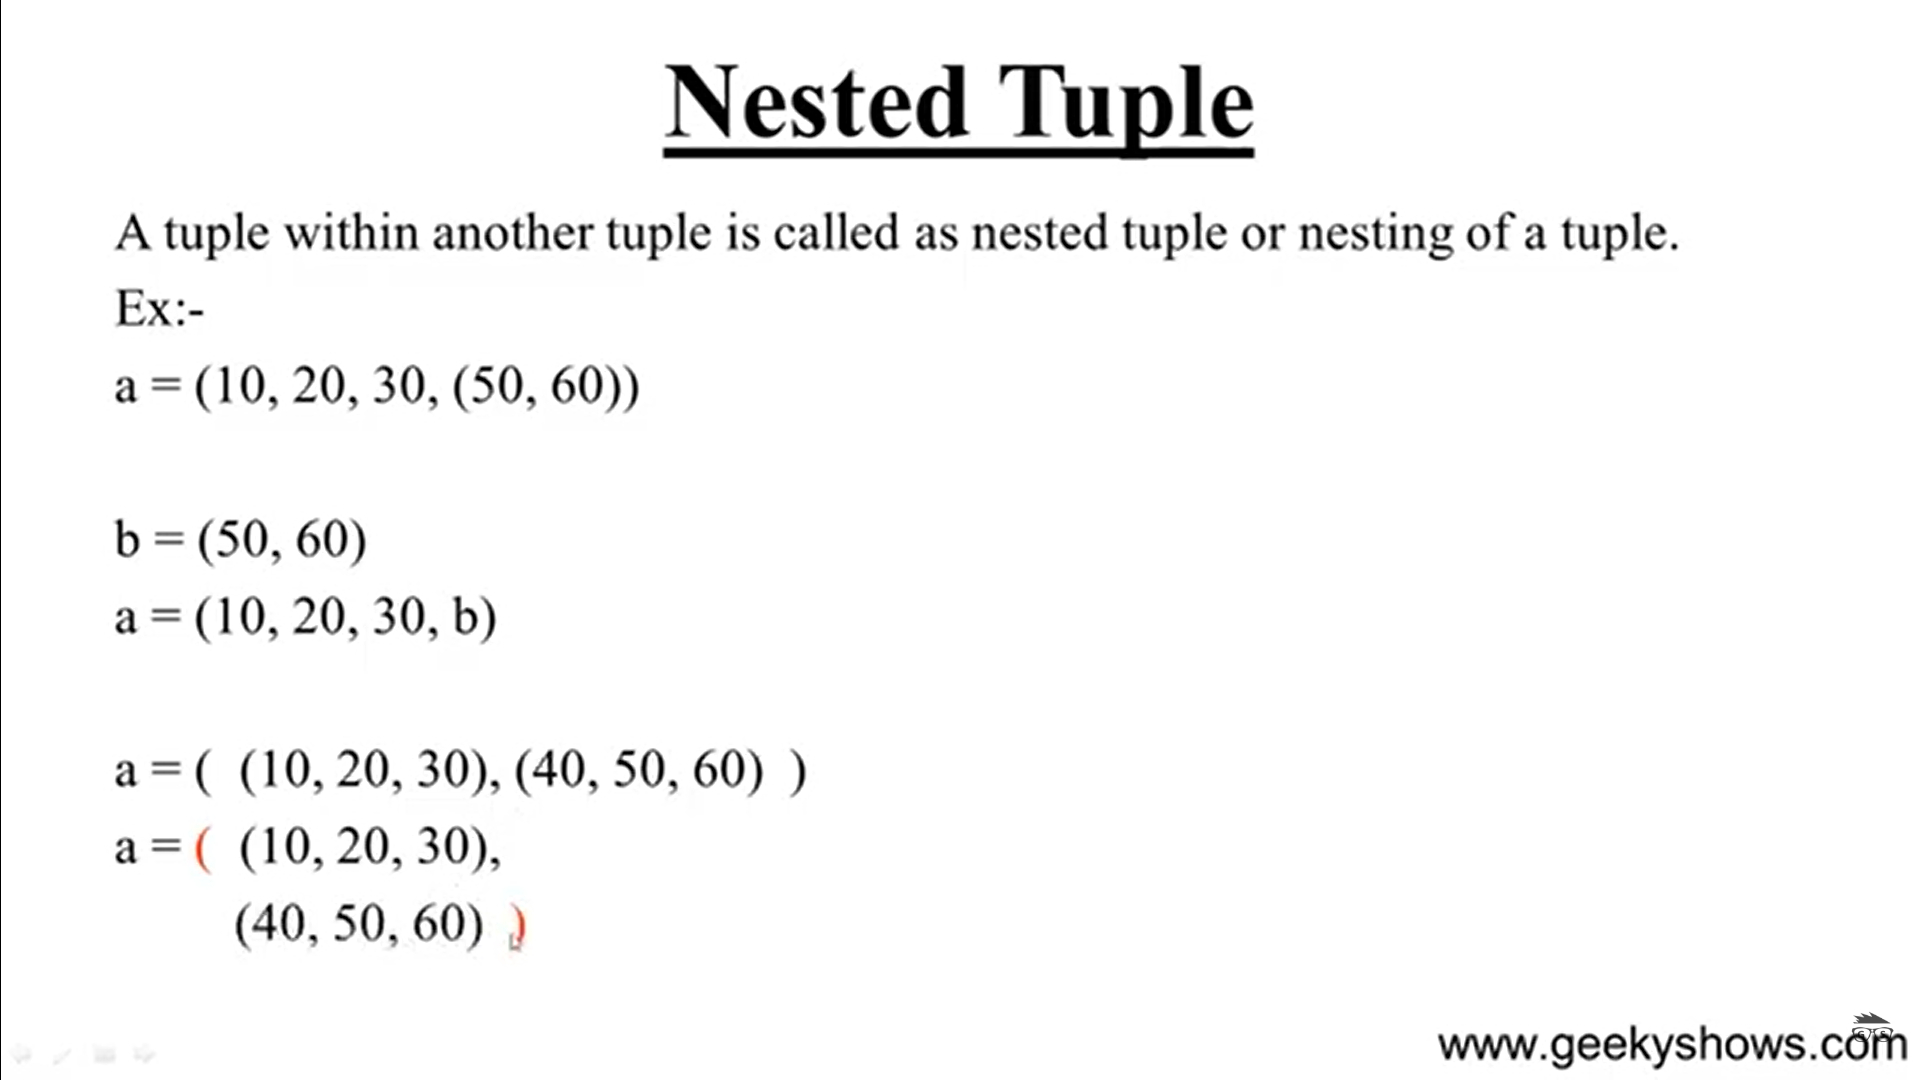 Nested Tuple
A tuple within another tuple is called as nested tuple or nesting of a tuple.
Ex:-
a = (10, 20, 30, (50, 60))
b = (50, 60)
a = (10, 20, 30, b)
a = ( (10, 20, 30), (40, 50, 60) )
a = ( (10, 20, 30),
(40, 50, 60) )
www.geekyshows.com